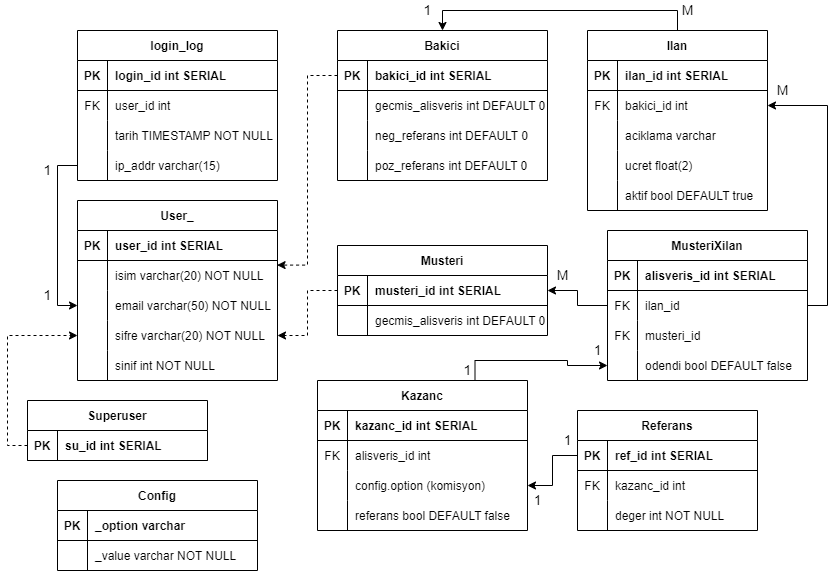 1
M
login_log
PK login_id int SERIAL
FK user_id int
tarih TIMESTAMP NOT NULL
ip_addr varchar(15)
Bakici
PK bakici_id int SERIAL
gecmis_alisveris int DEFAULT 0
neg_referans int DEFAULT 0
poz_referans int DEFAULT 0
Ilan
PK ilan_id int SERIAL
FK bakici_id int
aciklama varchar
ucret float(2)
aktif bool DEFAULT true
M
1
User_
PK user_id int SERIAL
isim varchar(20) NOT NULL
email varchar(50) NOT NULL
sifre varchar(20) NOT NULL
sinif int NOT NULL
1
Musteri
PK musteri_id int SERIAL
gecmis_alisveris int DEFAULT 0
M
MusteriXilan
PK alisveris_id int SERIAL
FK ilan_id
FK musteri_id
odendi bool DEFAULT false
1
1
Superuser
PK su_id int SERIAL
Kazanc
PK kazanc_id int SERIAL
FK alisveris_id int
config.option (komisyon)
referans bool DEFAULT false
1
1
Referans
PK ref_id int SERIAL
FK kazanc_id int
deger int NOT NULL
Config
PK _option varchar
_value varchar NOT NULL